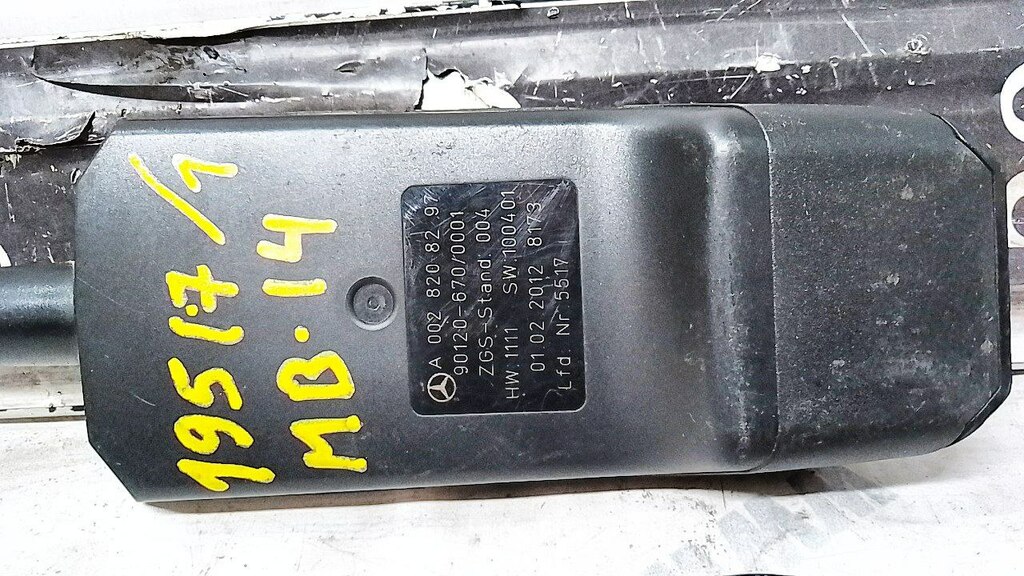 19517/1
MB·14
A 002 820 82 97
90120-670/0001
ZGS-Stand: 004
HW:1111 SW:100401
01.02.2012 8173
Lfd. Nr 5517